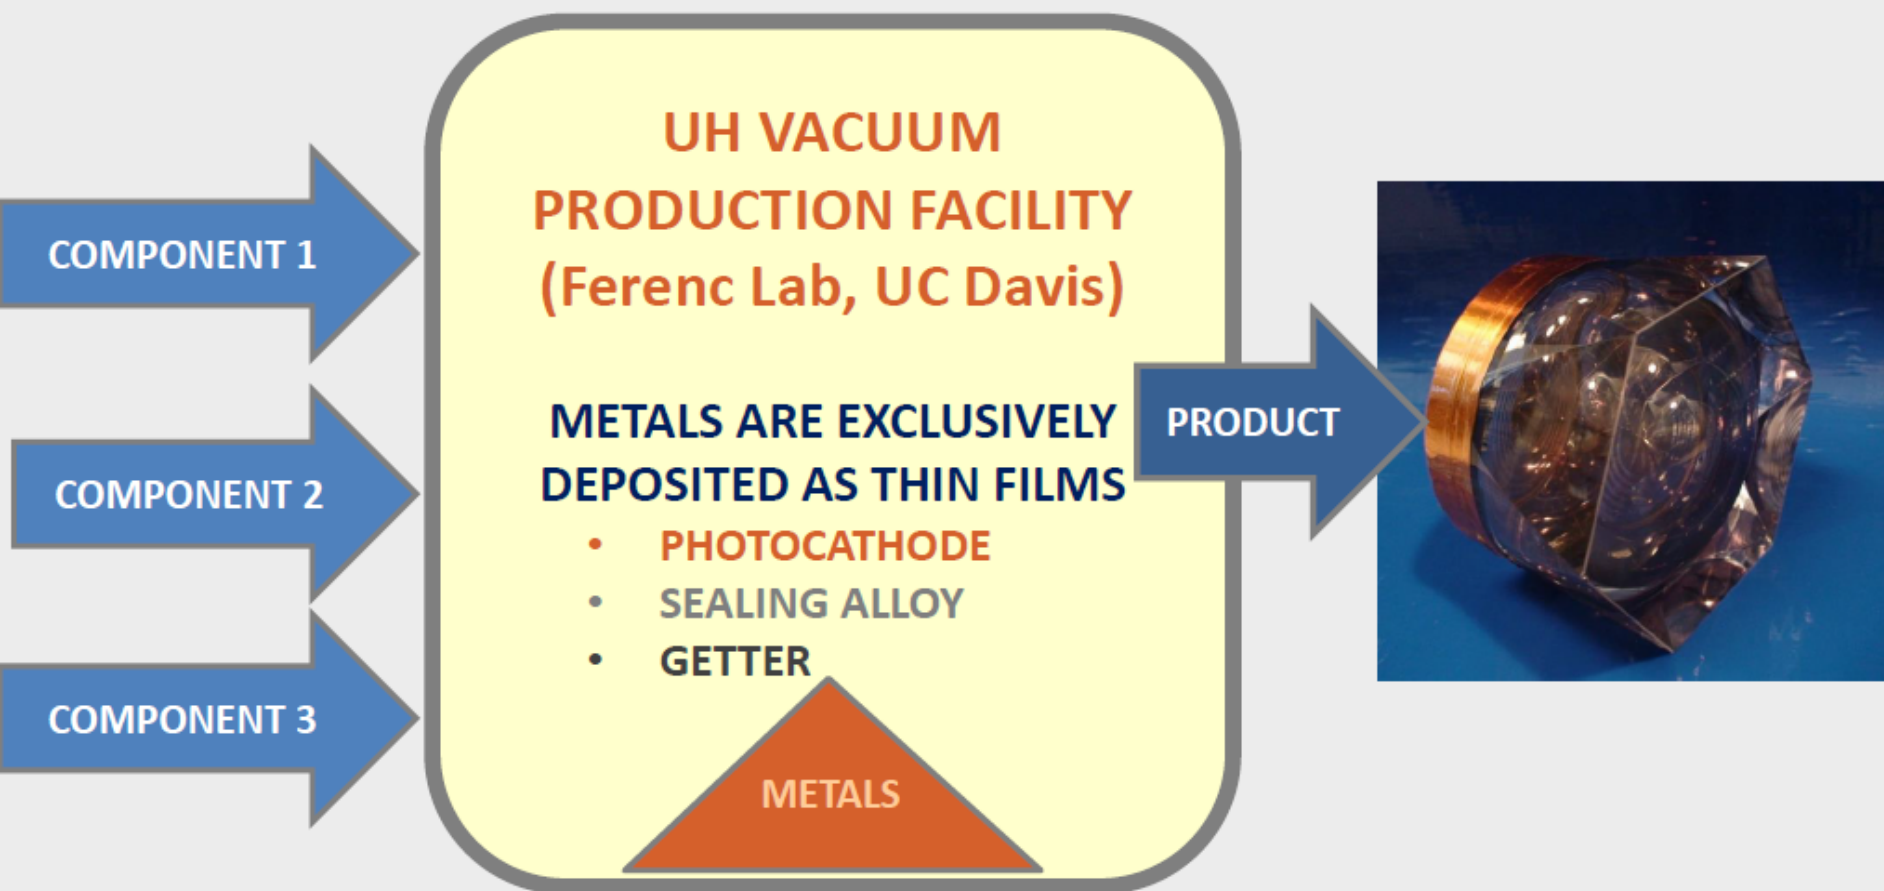 COMPONENT 1
COMPONENT 2
COMPONENT 3
UH VACUUM
PRODUCTION FACILITY
(Ferenc Lab, UC Davis)
METALS ARE EXCLUSIVELY
DEPOSITED AS THIN FILMS
• PHOTOCATHODE
• SEALING ALLOY
• GETTER
METALS
PRODUCT